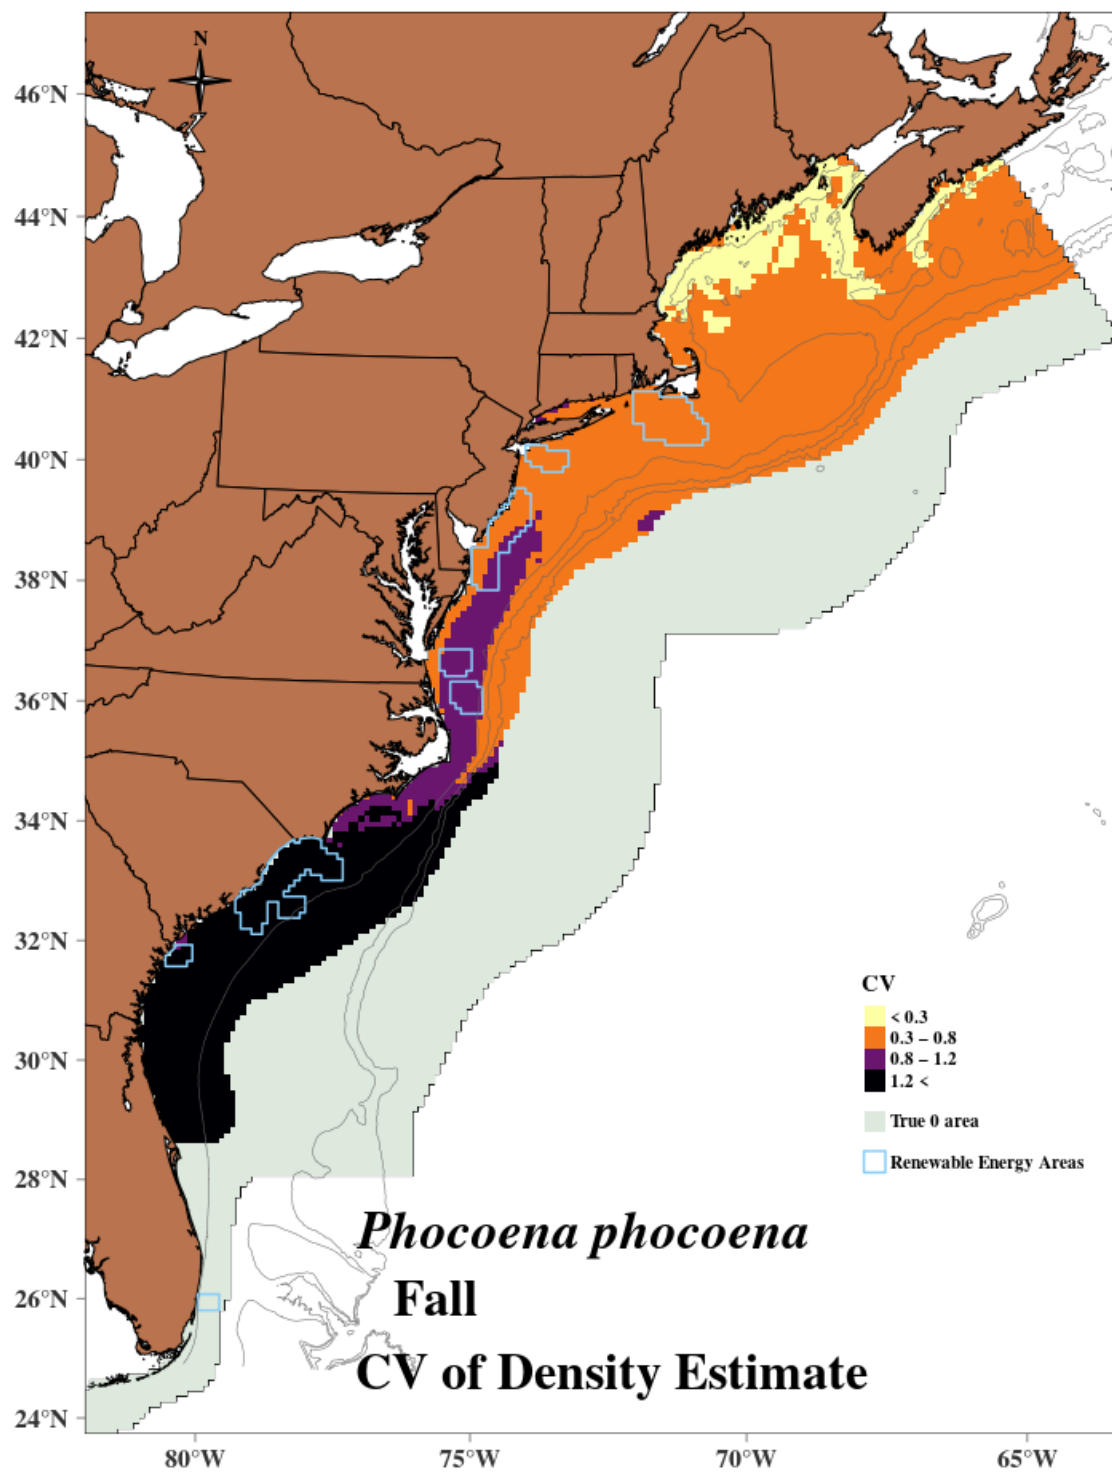 N
46°N
44°N
42°N
40°N
38°N
36°N
34°N
32°N
30°N
28°N
26°N
24°N
CV
< 0.3
0.3 – 0.8
0.8 – 1.2
1.2 <
True 0 area
Renewable Energy Areas
Phocoena phocoena
Fall
CV of Density Estimate
80°W
75°W
70°W
65°W